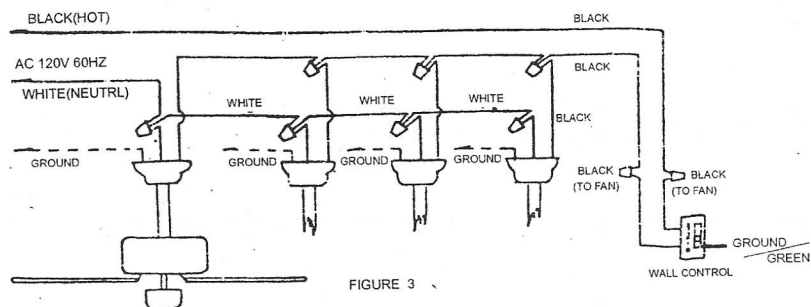 BLACK(HOT)
BLACK
AC 120V 60HZ
WHITE(NEUTRL)
BLACK
WHITE
WHITE
WHITE
BLACK
GROUND
GROUND
GROUND
GROUND
BLACK
(TO FAN)
BLACK
(TO FAN)
GROUND
GREEN
WALL CONTROL
FIGURE 3